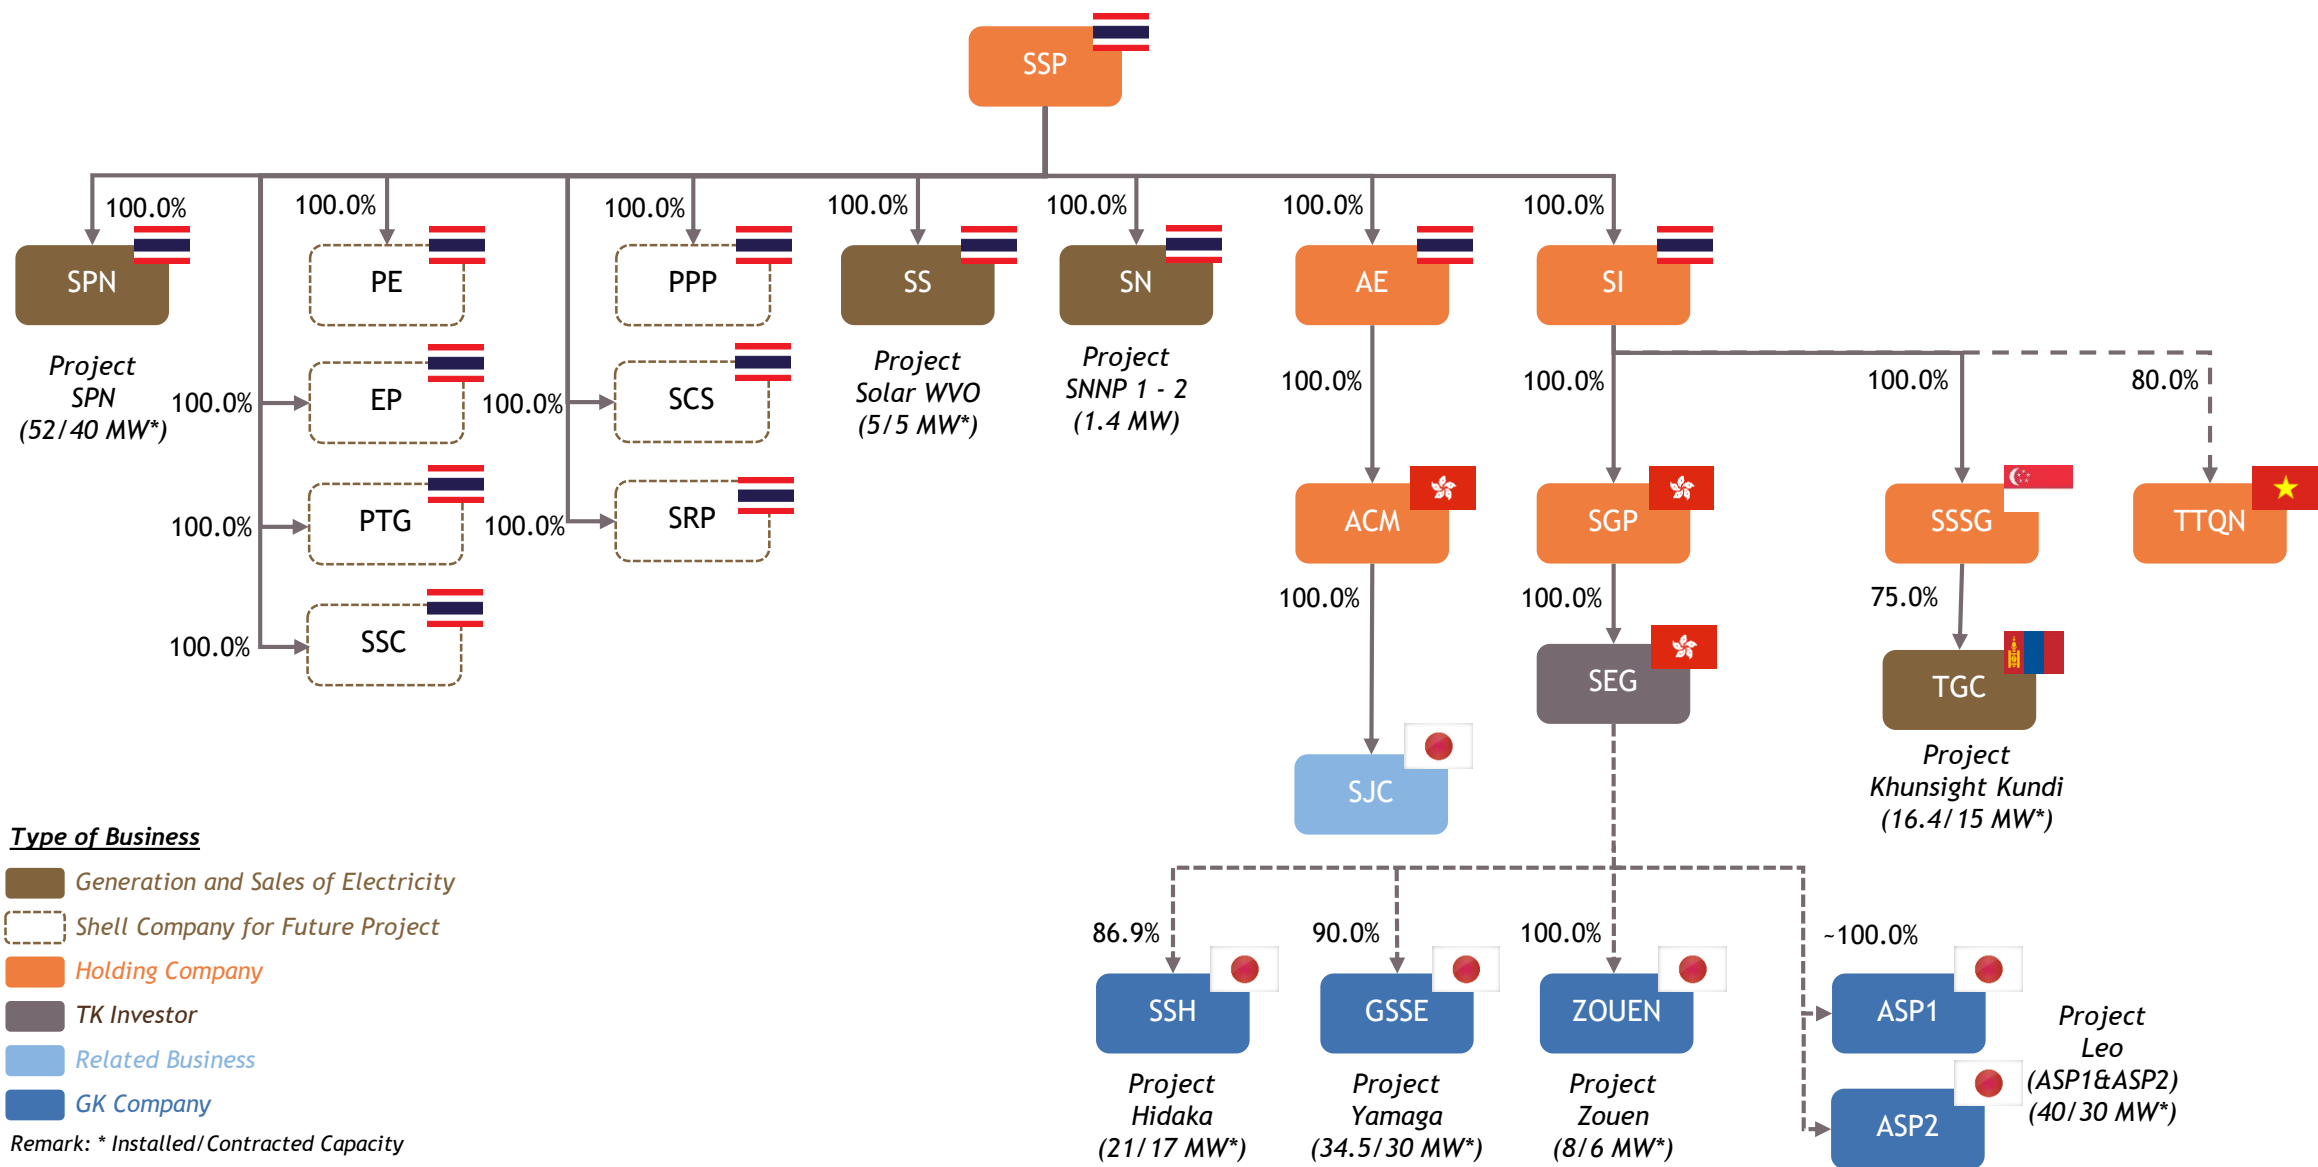 SSP
100.0%
100.0%
100.0%
100.0%
100.0%
100.0%
100.0%
SPN
PE
PPP
SS
SN
AE
SI
Project
SPN
(52/40 MW*)
100.0%
EP
100.0%
SCS
Project
Solar WVO
(5/5 MW*)
Project
SNNP 1 - 2
(1.4 MW)
100.0%
100.0%
100.0%
80.0%
100.0%
PTG
100.0%
SRP
ACM
SGP
SSSG
TTQN
100.0%
SSC
100.0%
100.0%
75.0%
SEG
TGC
Project
Khunsight Kundi
(16.4/15 MW*)
SJC
Type of Business
Generation and Sales of Electricity
Shell Company for Future Project
Holding Company
TK Investor
Related Business
GK Company
Remark: * Installed/Contracted Capacity
86.9%
90.0%
100.0%
~100.0%
SSH
GSSE
ZOUEN
ASP1
Project
Hidaka
(21/17 MW*)
Project
Yamaga
(34.5/30 MW*)
Project
Zouen
(8/6 MW*)
ASP2
Project
Leo
(ASP1&ASP2)
(40/30 MW*)